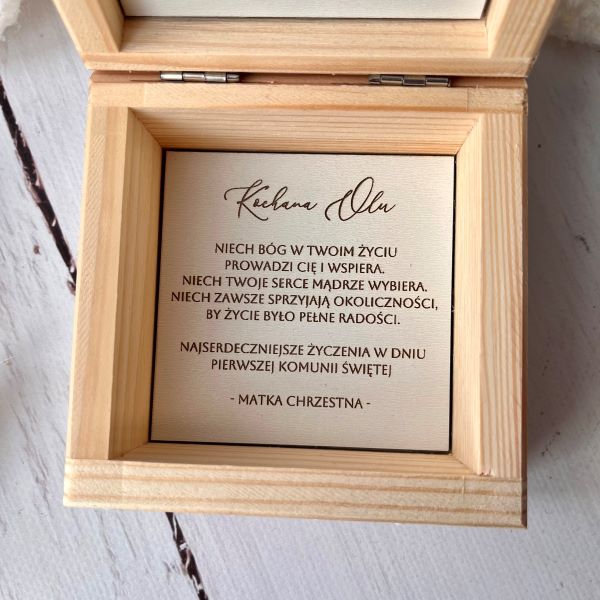 Kochana Olu
NIECH BÓG W TWOIM ŻYCIU
PROWADZI CIĘ I WSPIERA.
NIECH TWOJE SERCE MĄDRZE WYBIERA,
NIECH ZAWSZE SPRZYJAJĄ OKOLICZNOŚCI,
BY ŻYCIE BYŁO PEŁNE RADOŚCI.
NAJSERDECZNIEJSZE ŻYCZENIA W DNIU
PIERWSZEJ KOMUNII ŚWIĘTEJ
- MATKA CHRZESTNA -